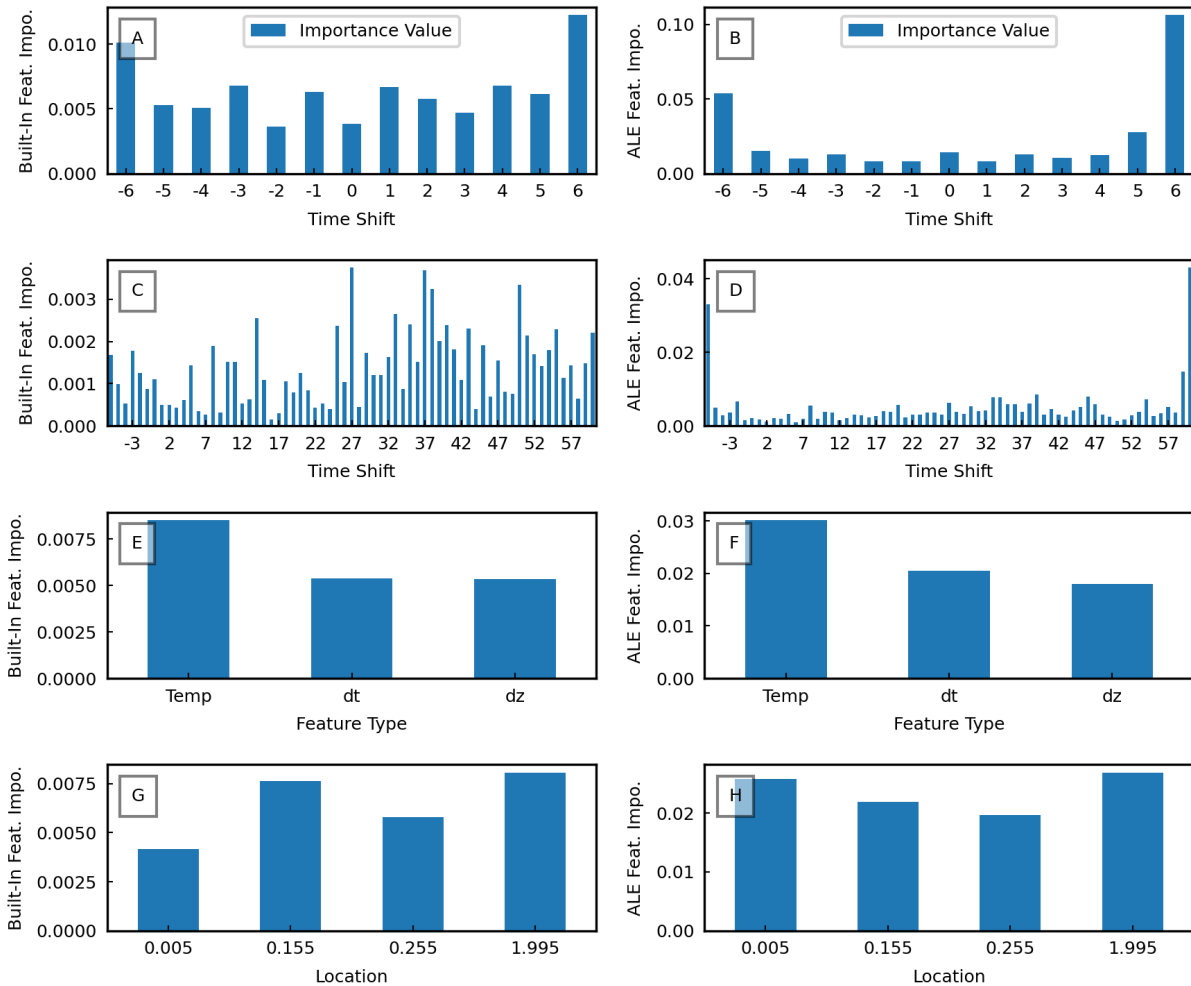 A
Importance Value
Built-In Feat. Impo.
0.010
0.005
0.000
-6 -5 -4 -3 -2 -1 0 1 2 3 4 5 6
Time Shift
B
Importance Value
ALE Feat. Impo.
0.10
0.05
0.00
-6 -5 -4 -3 -2 -1 0 1 2 3 4 5 6
Time Shift
C
Built-In Feat. Impo.
0.003
0.002
0.001
0.000
-3 2 7 12 17 22 27 32 37 42 47 52 57
Time Shift
D
ALE Feat. Impo.
0.04
0.02
0.00
-3 2 7 12 17 22 27 32 37 42 47 52 57
Time Shift
E
Built-In Feat. Impo.
0.0075
0.0050
0.0025
0.0000
Temp dt dz
Feature Type
F
ALE Feat. Impo.
0.03
0.02
0.01
0.00
Temp dt dz
Feature Type
G
Built-In Feat. Impo.
0.0075
0.0050
0.0025
0.0000
0.005 0.155 0.255 1.995
Location
H
ALE Feat. Impo.
0.02
0.01
0.00
0.005 0.155 0.255 1.995
Location